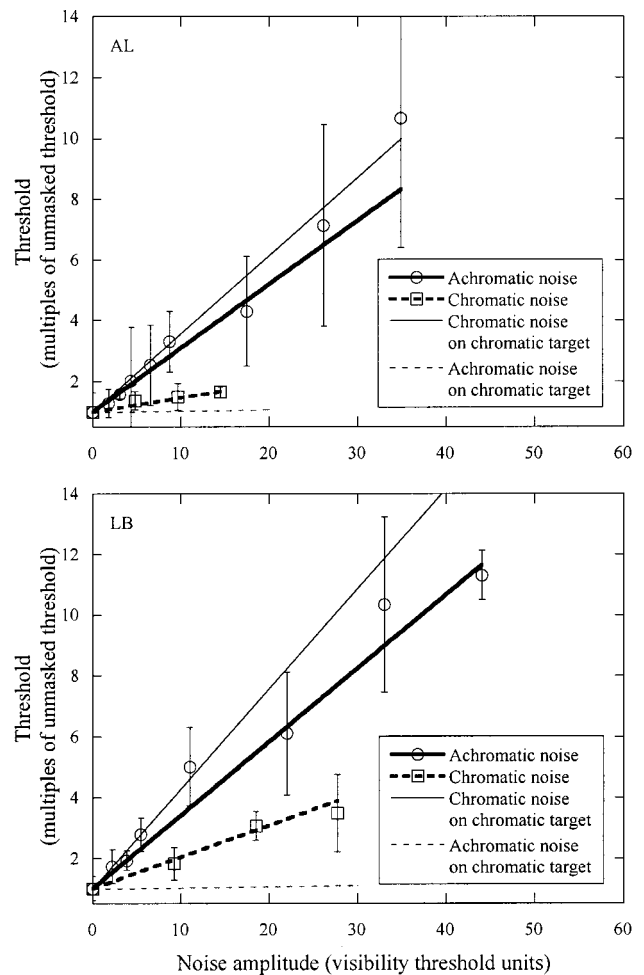 14
12
10
8
6
4
2
AL
Threshold
(multiples of unmasked threshold)
Achromatic noise
Chromatic noise
Chromatic noise
on chromatic target
Achromatic noise
on chromatic target
0 10 20 30 40 50 60
14
12
10
8
6
4
2
LB
Threshold
(multiples of unmasked threshold)
Achromatic noise
Chromatic noise
Chromatic noise
on chromatic target
Achromatic noise
on chromatic target
0 10 20 30 40 50 60
Noise amplitude (visibility threshold units)